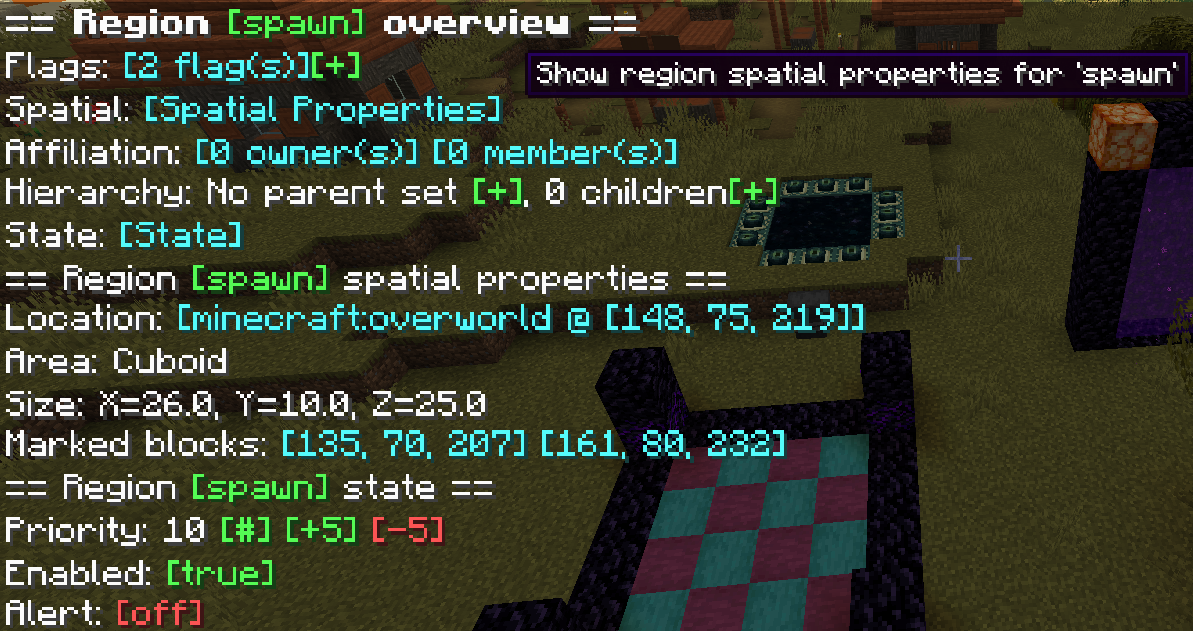 == Region [spawn] overview ==
Flags: [2 flag(s)][+]
Show region spatial properties for 'spawn'
Spatial: [Spatial Properties]
Affiliation: [0 owner(s)] [0 member(s)]
Hierarchy: No parent set [+], 0 children[+]
State: [State]
== Region [spawn] spatial properties ==
Location: [minecraft:overworld @ [148, 75, 219]]
Area: Cuboid
Size: X=26.0, Y=10.0, Z=25.0
Marked blocks: [135, 70, 207] [161, 80, 232]
== Region [spawn] state ==
Priority: 10 [#] [+5] [-5]
Enabled: [true]
Alert: [off]